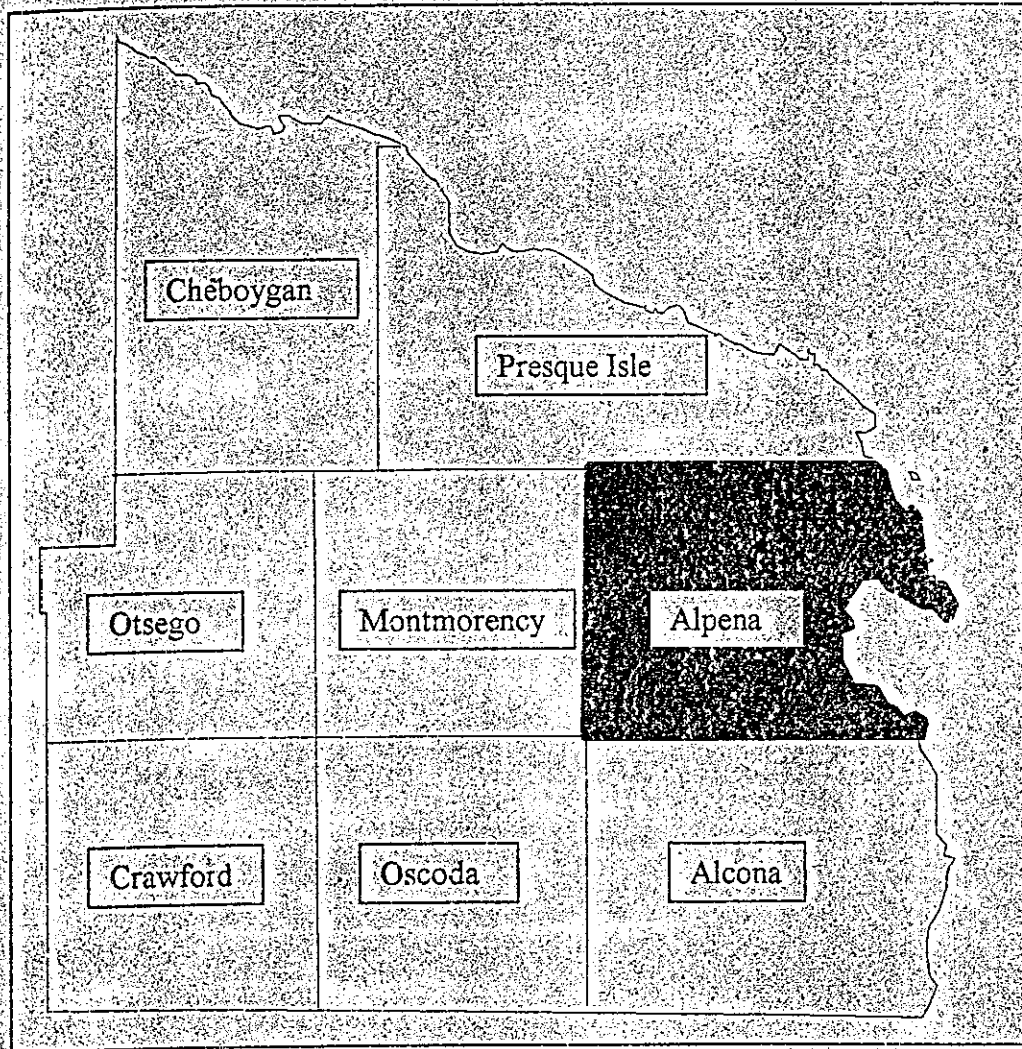 Cheboygan
Presque Isle
Otsego
Montmorency
Alpena
Crawford
Oscoda
Alcona